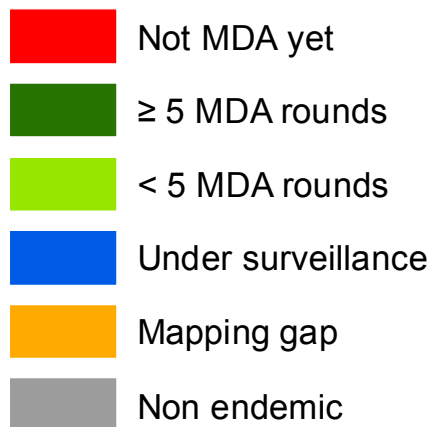 Not MDA yet
≥ 5 MDA rounds
< 5 MDA rounds
Under surveillance
Mapping gap
Non endemic